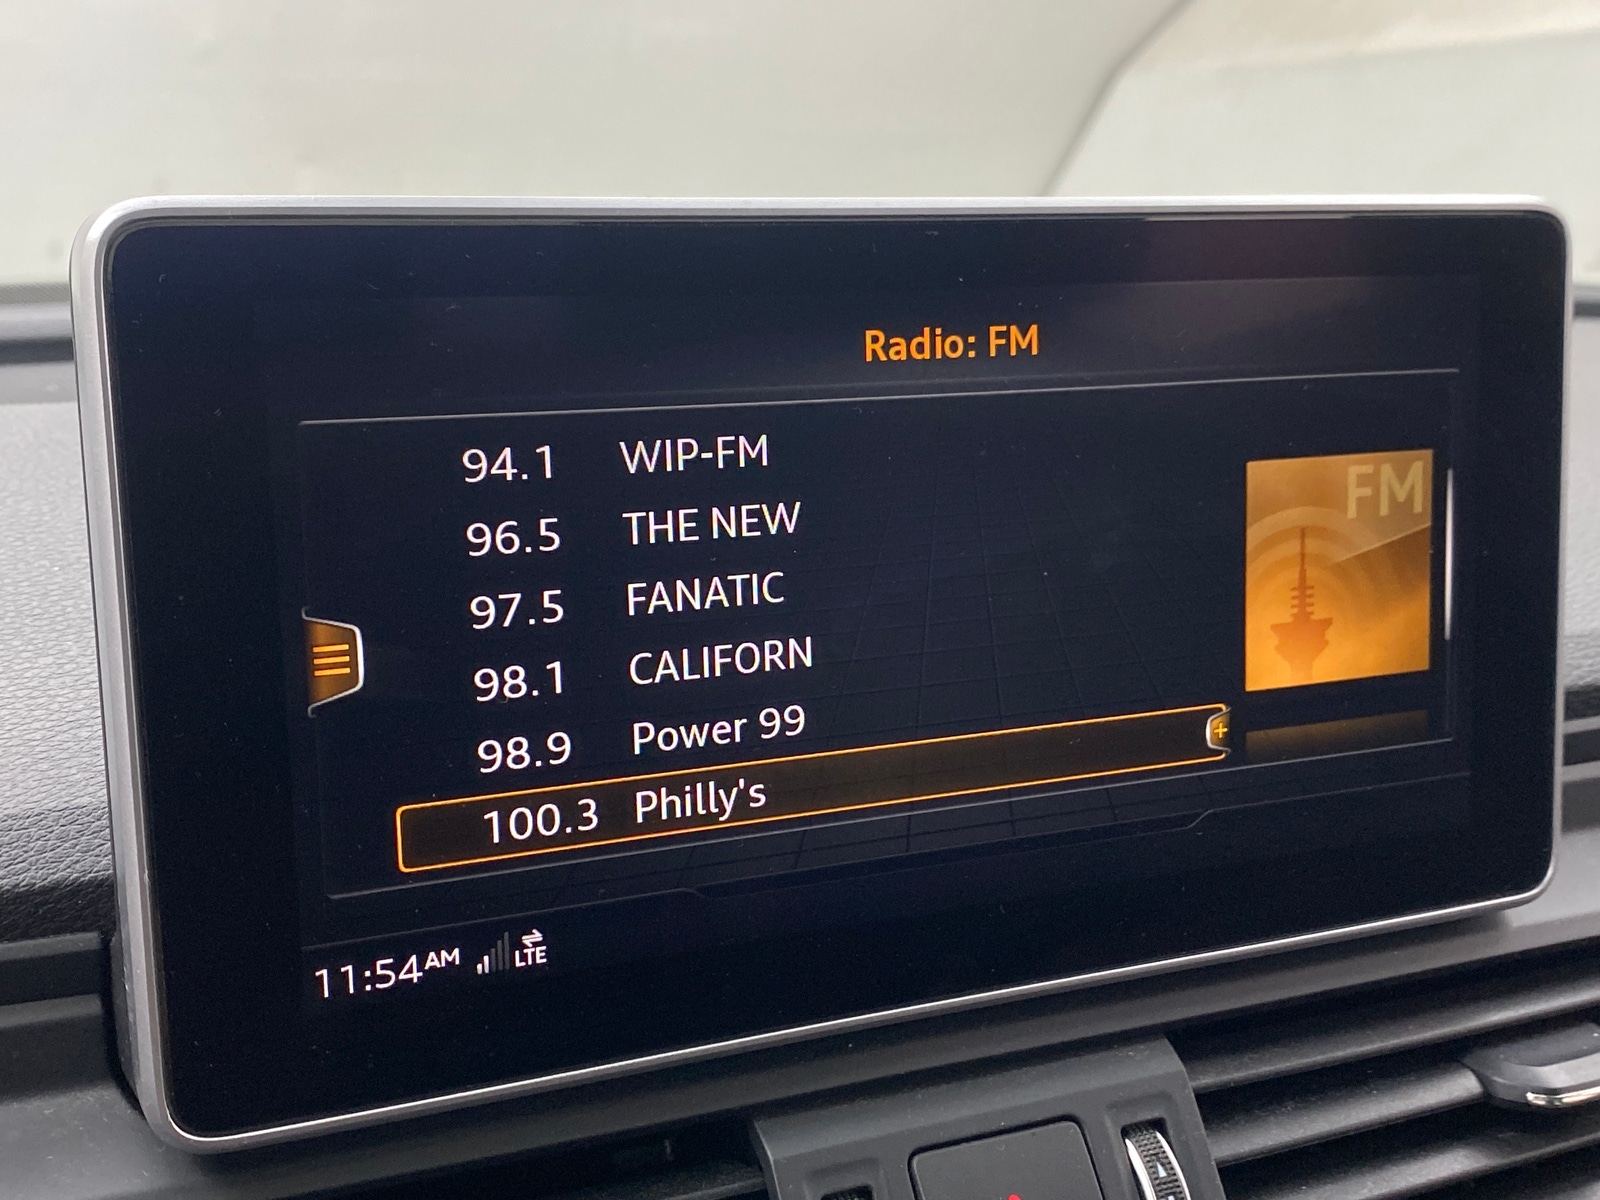 Radio: FM
94.1 WIP-FM
96.5 THE NEW
97.5 FANATIC
98.1 CALIFORN
98.9 Power 99
100.3 Philly's
FM
11:54AM LTE